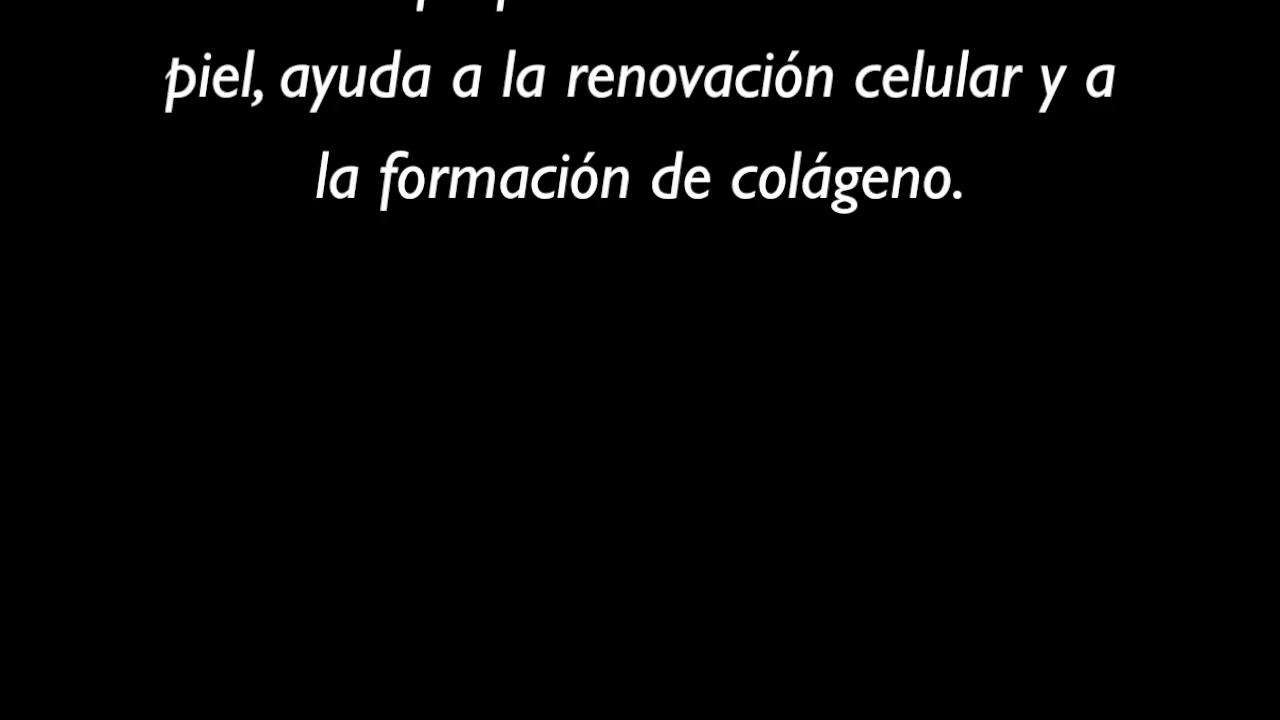 piel, ayuda a la renovación celular y a
la formación de colágeno.